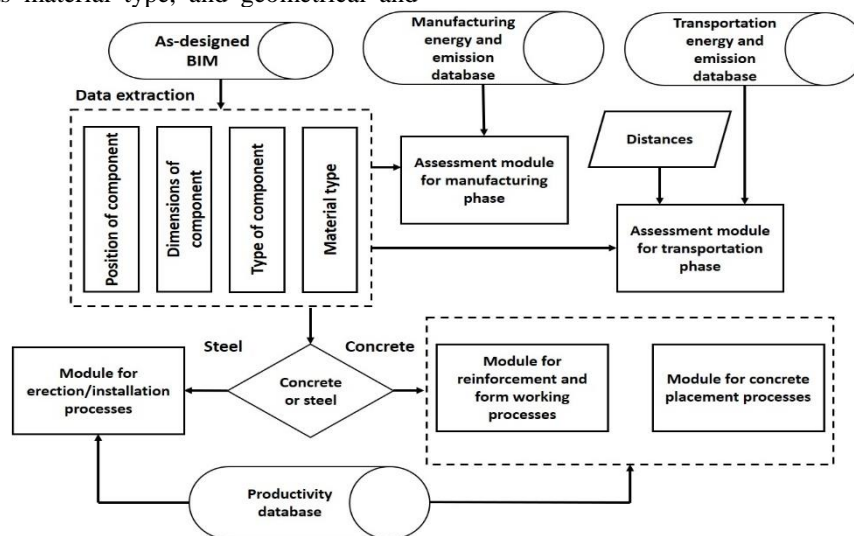 s material type, and geometrical and
As-designed
BIM
Manufacturing
energy and
emission
database
Transportation
energy and
emission
database
Data extraction
Position of component
Dimensions of
component
Type of component
Material type
Assessment module
for manufacturing
phase
Distances
Assessment module
for transportation
phase
Steel
Concrete
Concrete
or steel
Module for
erection/installation
processes
Module for
reinforcement and
form working
processes
Module for concrete
placement processes
Productivity
database